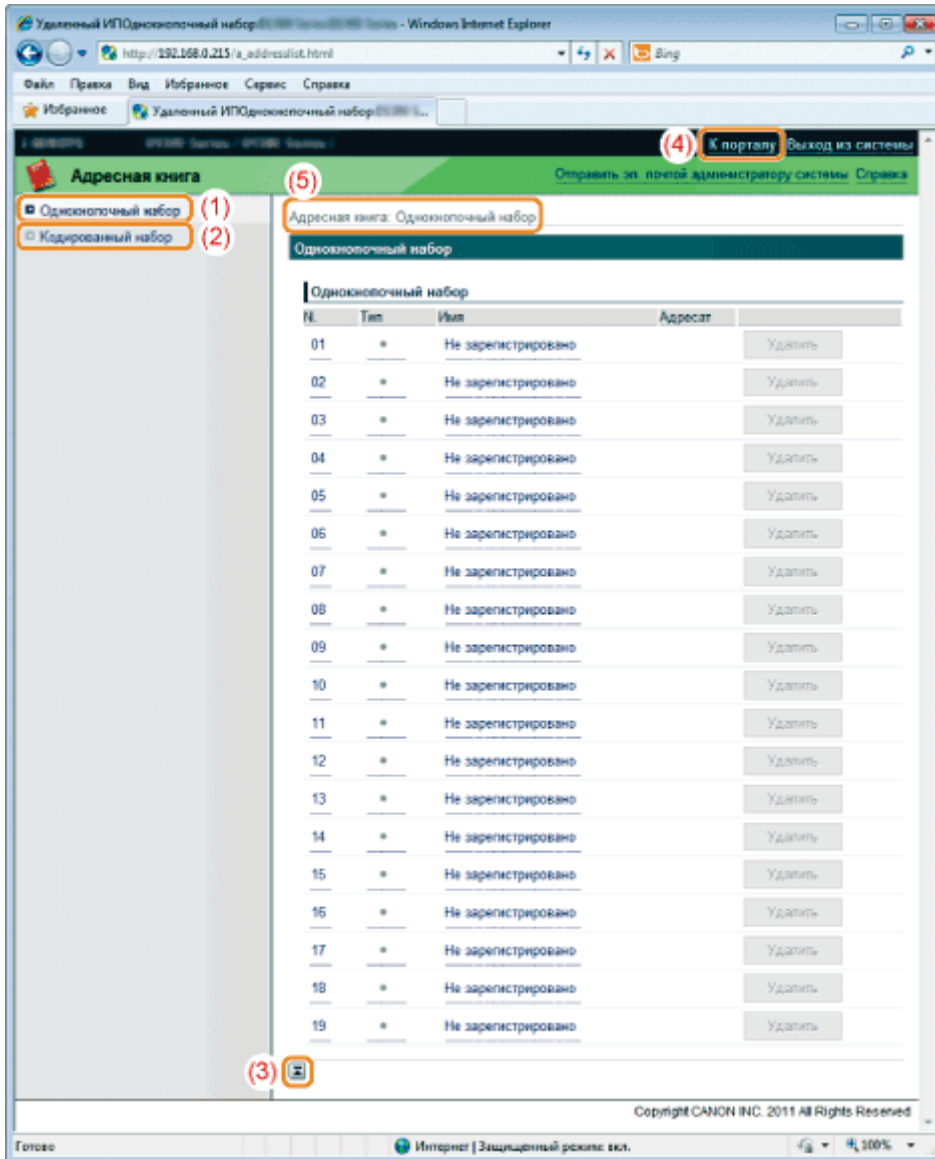 Удаленный ИПОднокнопочный набор - Windows Internet Explorer
http://192.168.0.215/a_addresslist.html
Bing
Файл Правка Вид Избранное Сервис Справка
Избранное Удаленный ИПОднокнопочный набор
(4) К порталу Выход из системы
Адресная книга
Отправить эл. почтой администратору системы Справка
(5)
Однокнопочный набор (1)
Кодированный набор (2)
Адресная книга: Однокнопочный набор
Однокнопочный набор
Однокнопочный набор
N. Тип Имя Адресат
01 Не зарегистрировано Удалить
02 Не зарегистрировано Удалить
03 Не зарегистрировано Удалить
04 Не зарегистрировано Удалить
05 Не зарегистрировано Удалить
06 Не зарегистрировано Удалить
07 Не зарегистрировано Удалить
08 Не зарегистрировано Удалить
09 Не зарегистрировано Удалить
10 Не зарегистрировано Удалить
11 Не зарегистрировано Удалить
12 Не зарегистрировано Удалить
13 Не зарегистрировано Удалить
14 Не зарегистрировано Удалить
15 Не зарегистрировано Удалить
16 Не зарегистрировано Удалить
17 Не зарегистрировано Удалить
18 Не зарегистрировано Удалить
19 Не зарегистрировано Удалить
(3)
Copyright CANON INC. 2011 All Rights Reserved
Готово Интернет | Защищенный режим: вкл. 100%